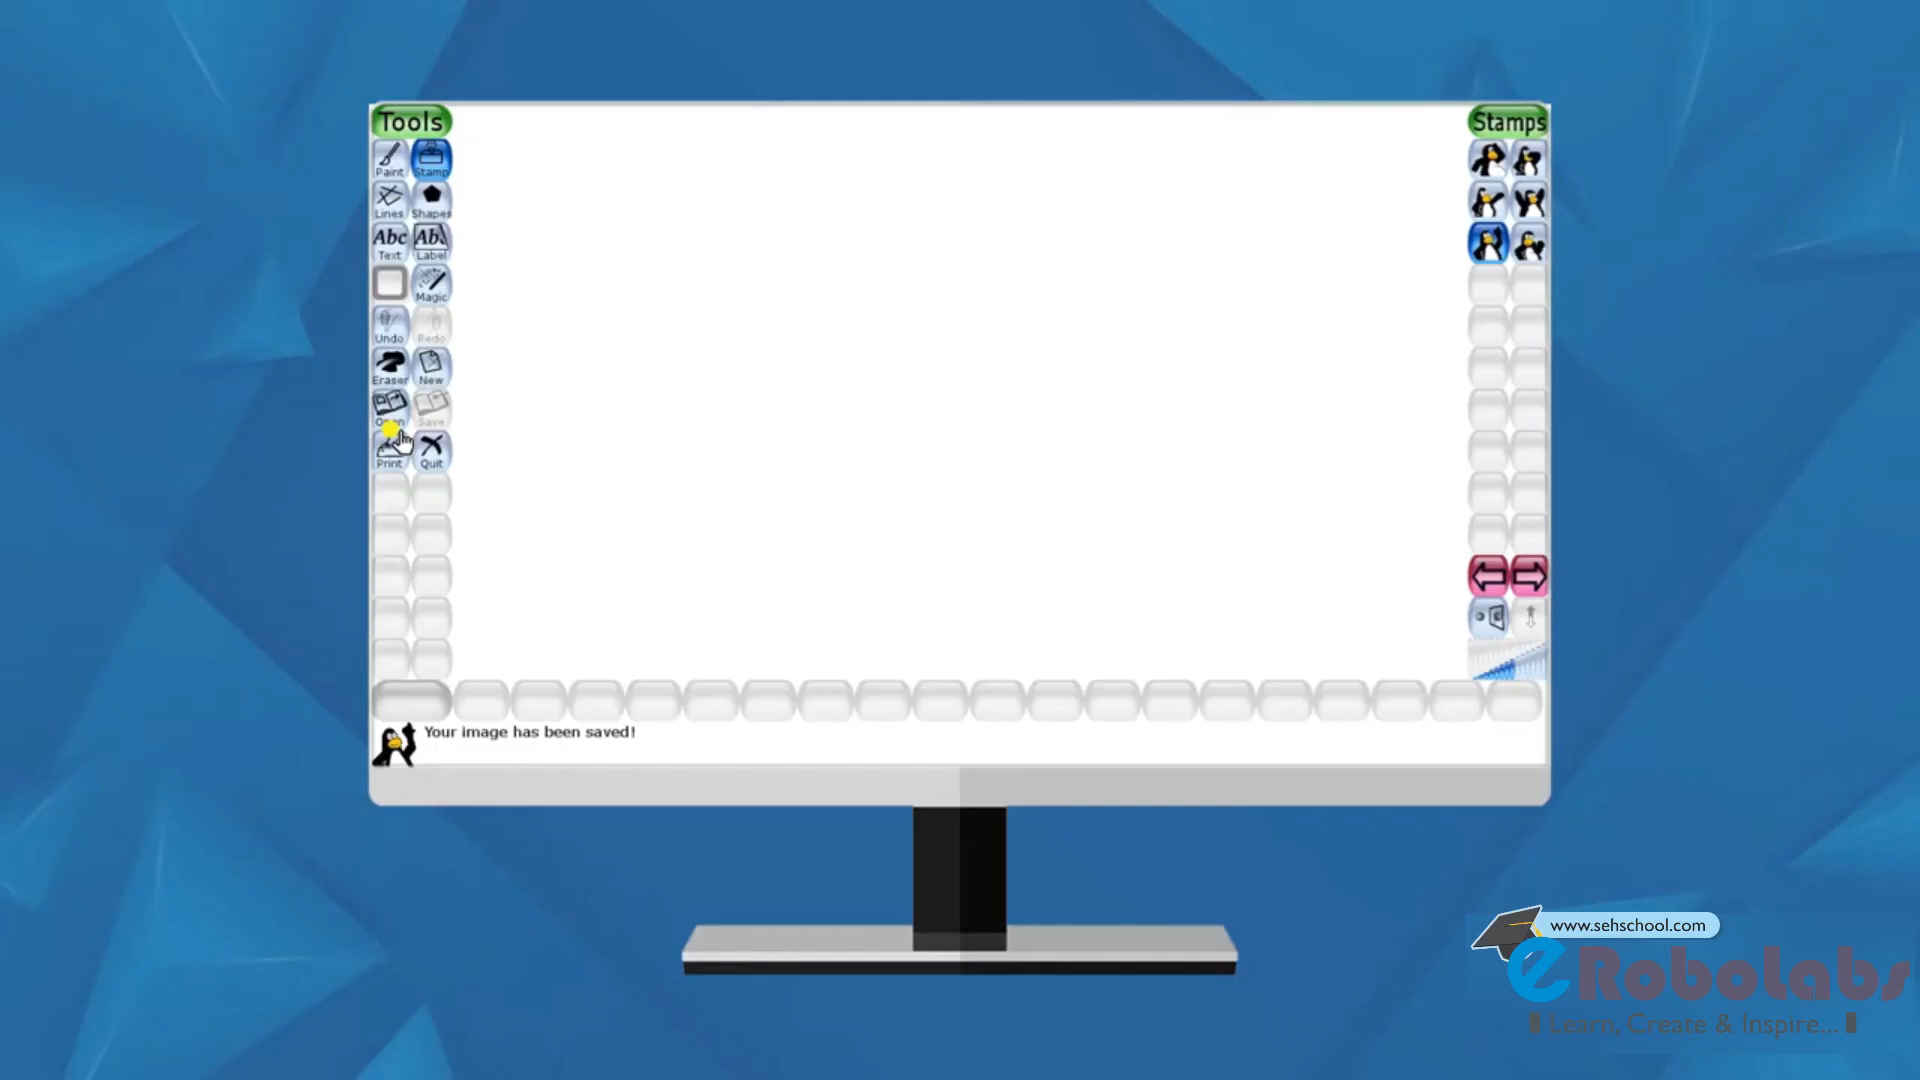 Tools
Stamps
Paint
Stamp
Lines
Shapes
Abc
Text
Label
Magic
Undo
Redo
Eraser
New
Open
Save
Print
Quit
Your image has been saved!
www.sehschool.com
eRoboLabs
Learn, Create & Inspire...